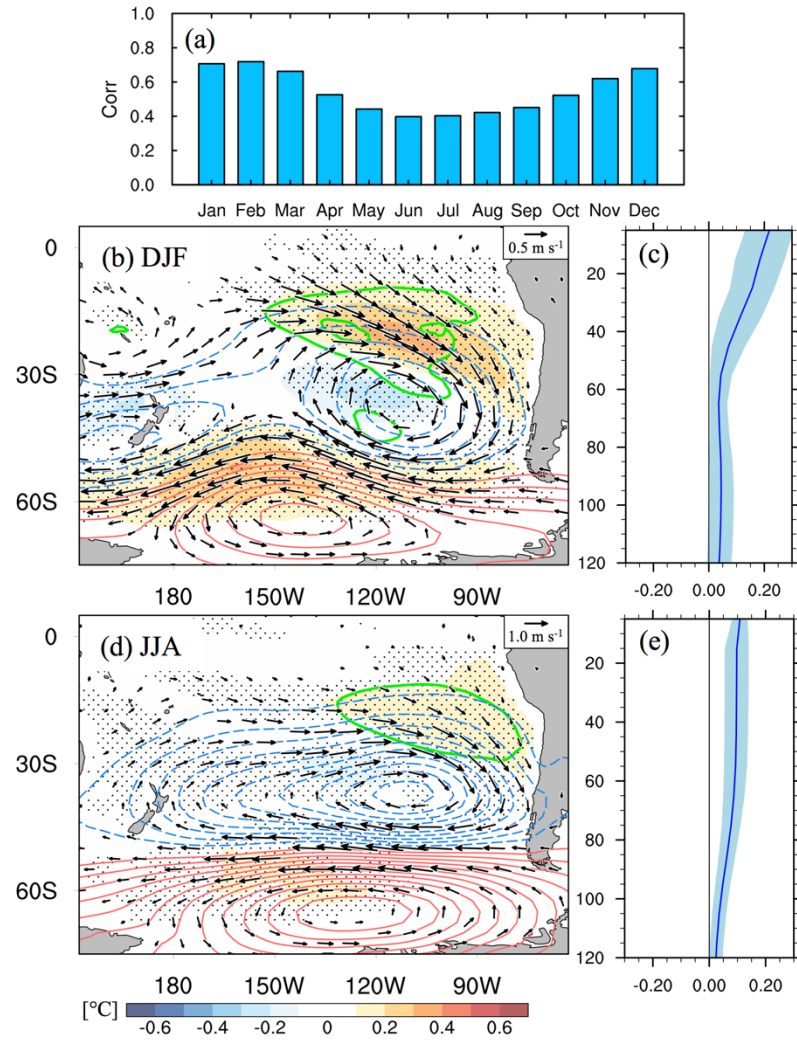 (a)
Corr
1.0
0.8
0.6
0.4
0.2
0.0
Jan Feb Mar Apr May Jun Jul Aug Sep Oct Nov Dec
(b) DJF
0.5 m s⁻¹
0
30S
60S
180 150W 120W 90W
(c)
20
40
60
80
100
120
-0.20 0.00 0.20
(d) JJA
1.0 m s⁻¹
0
30S
60S
180 150W 120W 90W
(e)
20
40
60
80
100
120
-0.20 0.00 0.20
[°C]
-0.6 -0.4 -0.2 0 0.2 0.4 0.6